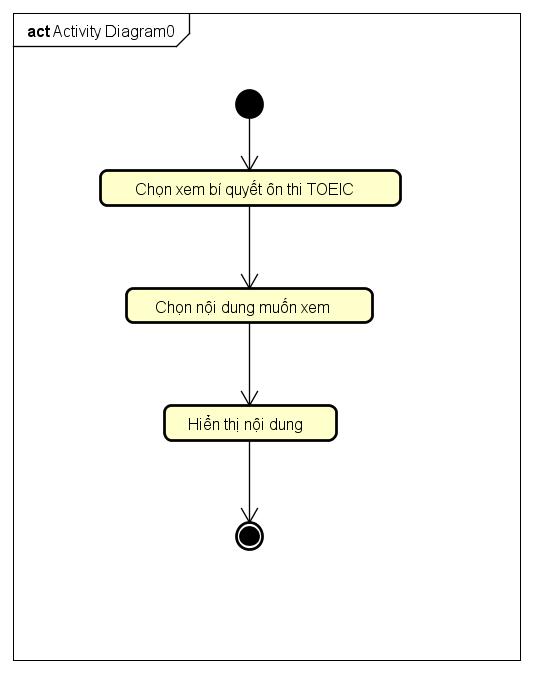 act Activity Diagram0
Chọn xem bí quyết ôn thi TOEIC
Chọn nội dung muốn xem
Hiển thị nội dung